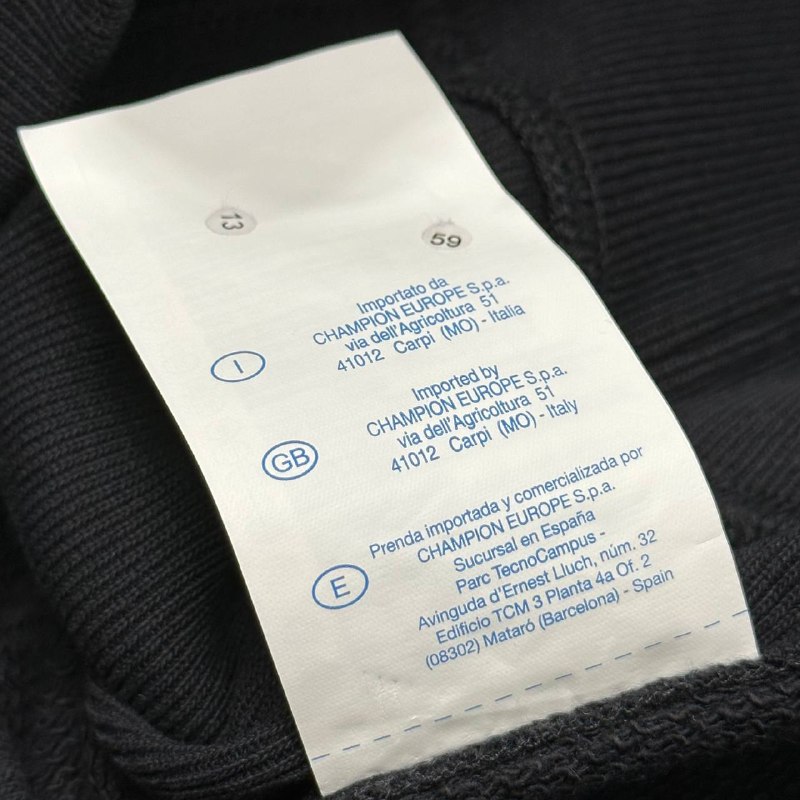 13
59
Importato da
CHAMPION EUROPE S.p.a.
via dell'Agricoltura 51
41012 Carpi (MO) - Italia
I
Imported by
CHAMPION EUROPE S.p.a.
via dell'Agricoltura 51
41012 Carpi (MO) - Italy
GB
Prenda importada y comercializada por
CHAMPION EUROPE S.p.a.
Sucursal en España
Parc TecnoCampus -
Avinguda d'Ernest Lluch, núm. 32
Edificio TCM 3 Planta 4a Of. 2
(08302) Mataró (Barcelona) - Spain
E